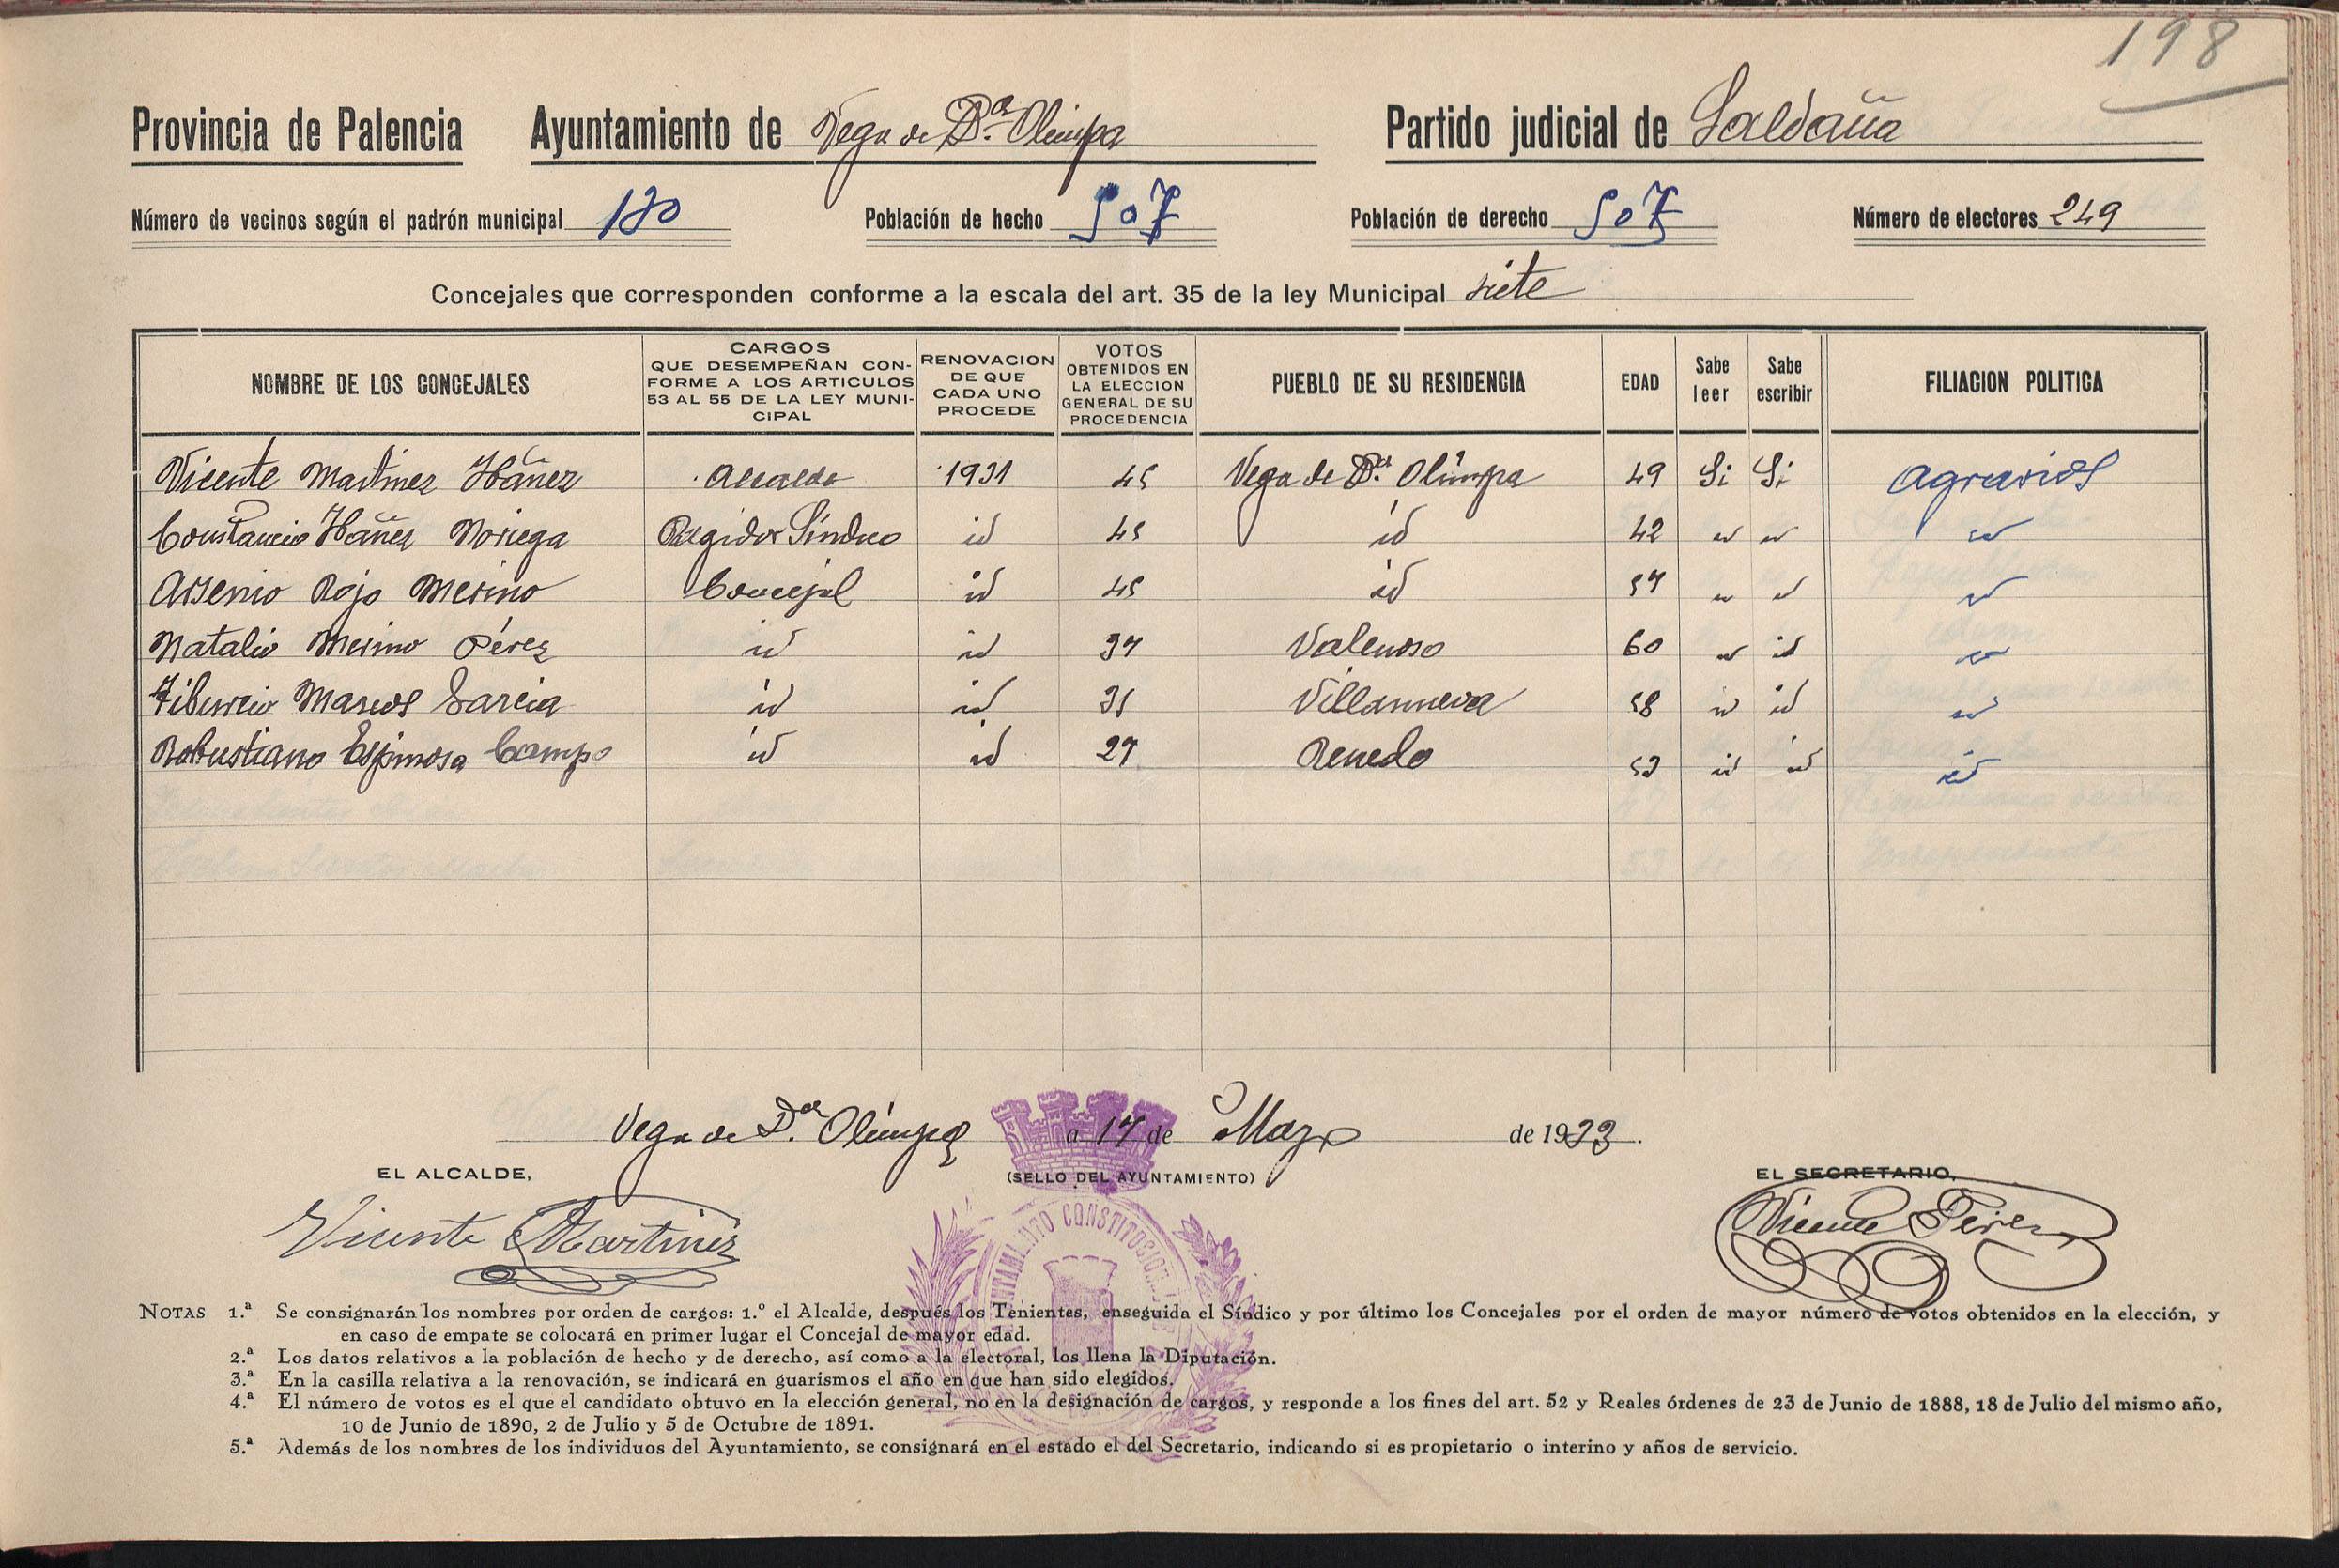 198
Provincia de Palencia Ayuntamiento de Vega de D.ª Olimpa Partido judicial de Saldaña
Número de vecinos según el padrón municipal 130 Población de hecho 507 Población de derecho 507 Número de electores 249
Concejales que corresponden conforme a la escala del art. 35 de la ley Municipal siete
NOMBRE DE LOS CONCEJALES CARGOS QUE DESEMPEÑAN CONFORME A LOS ARTICULOS 53 AL 55 DE LA LEY MUNICIPAL RENOVACION DE QUE CADA UNO PROCEDE VOTOS OBTENIDOS EN LA ELECCION GENERAL DE SU PROCEDENCIA PUEBLO DE SU RESIDENCIA EDAD Sabe leer Sabe escribir FILIACION POLITICA
Vicente Martinez Ibáñez Alcalde 1931 45 Vega de D.ª Olimpa 49 Si Si agrarios
Constancio Ibáñez Noriega Regidor Síndico id 45 id 42 id id id
Arsenio Rojo Merino Concejal id 45 id 57 id id id
Natalio Merino Pérez id id 37 Valenoso 60 id id id
Tiburcio Marcos Garcia id id 35 Villanueva 58 id id id
Robustiano Espinosa Campo id id 27 Renedo 53 id id id
Vega de D.ª Olimpa a 17 de Mayo de 1933.
EL ALCALDE, (SELLO DEL AYUNTAMIENTO) EL SECRETARIO,
Vicente Martinez Vicente Pérez
CONSTITUCIONAL
NOTAS 1.ª Se consignarán los nombres por orden de cargos: 1.º el Alcalde, después los Tenientes, enseguida el Síndico y por último los Concejales por el orden de mayor número de votos obtenidos en la elección, y
en caso de empate se colocará en primer lugar el Concejal de mayor edad.
2.ª Los datos relativos a la población de hecho y de derecho, así como a la electoral, los llena la Diputación.
3.ª En la casilla relativa a la renovación, se indicará en guarismos el año en que han sido elegidos.
4.ª El número de votos es el que el candidato obtuvo en la elección general, no en la designación de cargos, y responde a los fines del art. 52 y Reales órdenes de 23 de Junio de 1888, 18 de Julio del mismo año,
10 de Junio de 1890, 2 de Julio y 5 de Octubre de 1891.
5.ª Además de los nombres de los individuos del Ayuntamiento, se consignará en el estado el del Secretario, indicando si es propietario o interino y años de servicio.